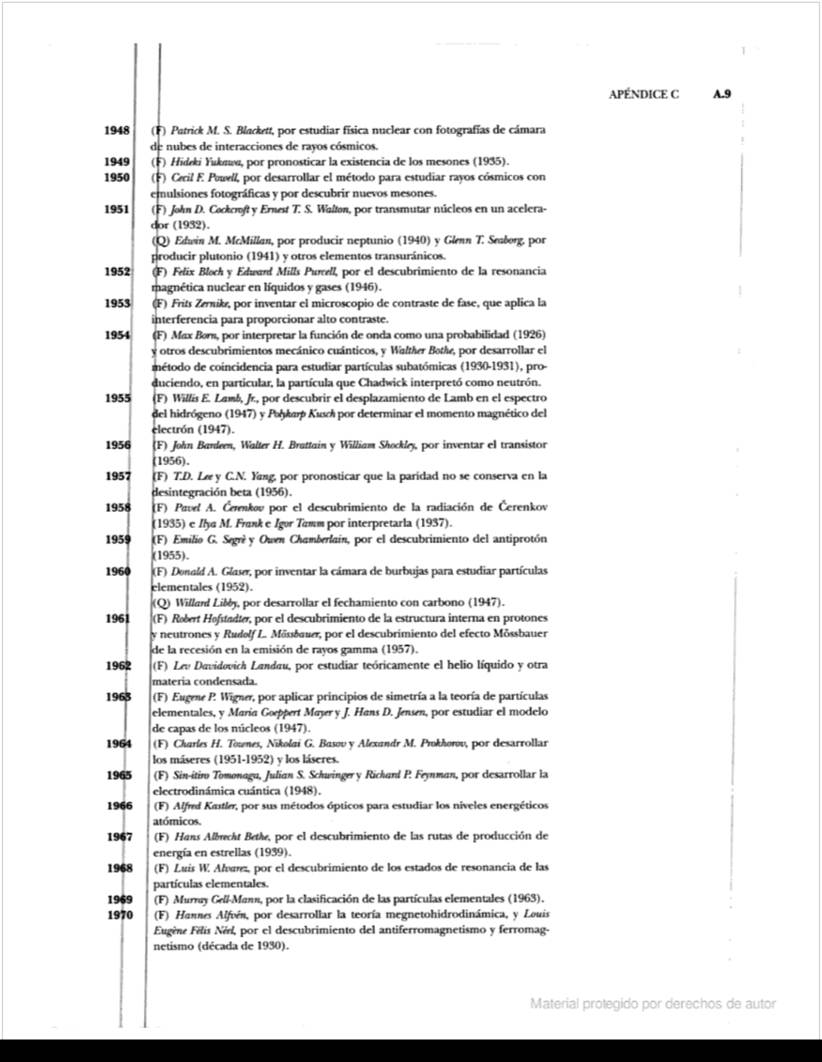 APÉNDICE C A.9
1948 (F) Patrick M. S. Blackett, por estudiar física nuclear con fotografías de cámara
de nubes de interacciones de rayos cósmicos.
1949 (F) Hideki Yukawa, por pronosticar la existencia de los mesones (1935).
1950 (F) Cecil F. Powell, por desarrollar el método para estudiar rayos cósmicos con
emulsiones fotográficas y por descubrir nuevos mesones.
1951 (F) John D. Cockcroft y Ernest T. S. Walton, por transmutar núcleos en un acelera-
dor (1932).
(Q) Edwin M. McMillan, por producir neptunio (1940) y Glenn T. Seaborg, por
producir plutonio (1941) y otros elementos transuránicos.
1952 (F) Felix Bloch y Edward Mills Purcell, por el descubrimiento de la resonancia
magnética nuclear en líquidos y gases (1946).
1953 (F) Frits Zernike, por inventar el microscopio de contraste de fase, que aplica la
interferencia para proporcionar alto contraste.
1954 (F) Max Born, por interpretar la función de onda como una probabilidad (1926)
y otros descubrimientos mecánico cuánticos, y Walther Bothe, por desarrollar el
método de coincidencia para estudiar partículas subatómicas (1930-1931), pro-
duciendo, en particular, la partícula que Chadwick interpretó como neutrón.
1955 (F) Willis E. Lamb, Jr., por descubrir el desplazamiento de Lamb en el espectro
del hidrógeno (1947) y Polykarp Kusch por determinar el momento magnético del
electrón (1947).
1956 (F) John Bardeen, Walter H. Brattain y William Shockley, por inventar el transistor
(1956).
1957 (F) T.D. Lee y C.N. Yang, por pronosticar que la paridad no se conserva en la
desintegración beta (1956).
1958 (F) Pavel A. Čerenkov por el descubrimiento de la radiación de Čerenkov
(1935) e Ilya M. Frank e Igor Tamm por interpretarla (1937).
1959 (F) Emilio G. Segrè y Owen Chamberlain, por el descubrimiento del antiprotón
(1955).
1960 (F) Donald A. Glaser, por inventar la cámara de burbujas para estudiar partículas
elementales (1952).
(Q) Willard Libby, por desarrollar el fechamiento con carbono (1947).
1961 (F) Robert Hofstadter, por el descubrimiento de la estructura interna en protones
y neutrones y Rudolf L. Mössbauer, por el descubrimiento del efecto Mössbauer
de la recesión en la emisión de rayos gamma (1957).
1962 (F) Lev Davidovich Landau, por estudiar teóricamente el helio líquido y otra
materia condensada.
1963 (F) Eugene P. Wigner, por aplicar principios de simetría a la teoría de partículas
elementales, y Maria Goeppert Mayer y J. Hans D. Jensen, por estudiar el modelo
de capas de los núcleos (1947).
1964 (F) Charles H. Townes, Nikolai G. Basov y Alexandr M. Prokhorov, por desarrollar
los máseres (1951-1952) y los láseres.
1965 (F) Sin-itiro Tomonaga, Julian S. Schwinger y Richard P. Feynman, por desarrollar la
electrodinámica cuántica (1948).
1966 (F) Alfred Kastler, por sus métodos ópticos para estudiar los niveles energéticos
atómicos.
1967 (F) Hans Albrecht Bethe, por el descubrimiento de las rutas de producción de
energía en estrellas (1939).
1968 (F) Luis W. Alvarez, por el descubrimiento de los estados de resonancia de las
partículas elementales.
1969 (F) Murray Gell-Mann, por la clasificación de las partículas elementales (1963).
1970 (F) Hannes Alfvén, por desarrollar la teoría megnetohidrodinámica, y Louis
Eugène Félis Néel, por el descubrimiento del antiferromagnetismo y ferromag-
netismo (década de 1930).
Material protegido por derechos de autor